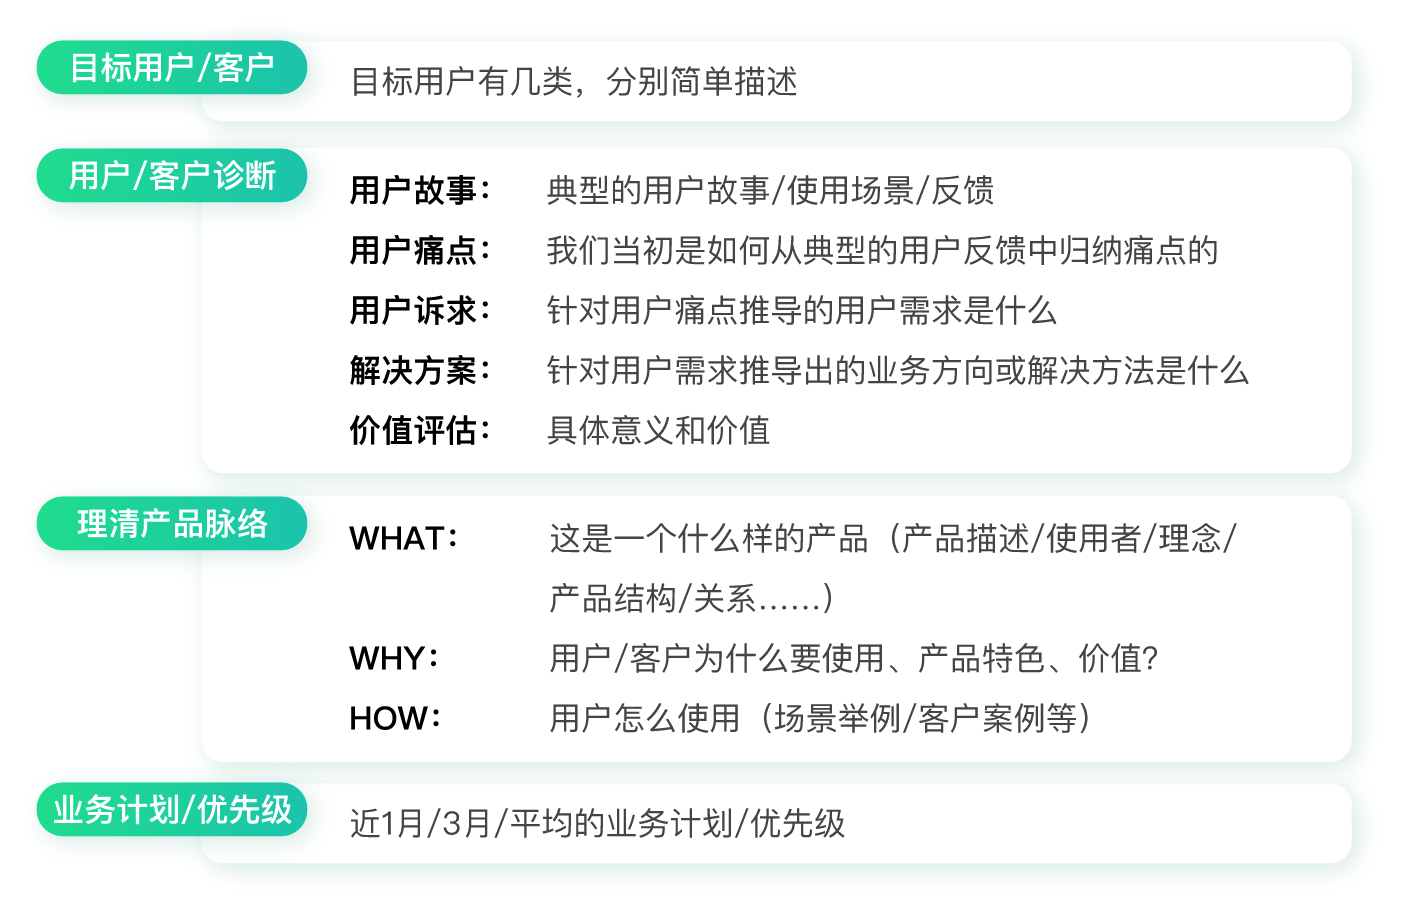 目标用户/客户
目标用户有几类，分别简单描述
用户/客户诊断
用户故事： 典型的用户故事/使用场景/反馈
用户痛点： 我们当初是如何从典型的用户反馈中归纳痛点的
用户诉求： 针对用户痛点推导的用户需求是什么
解决方案： 针对用户需求推导出的业务方向或解决方法是什么
价值评估： 具体意义和价值
理清产品脉络
WHAT： 这是一个什么样的产品（产品描述/使用者/理念/
产品结构/关系......）
WHY： 用户/客户为什么要使用、产品特色、价值？
HOW： 用户怎么使用（场景举例/客户案例等）
业务计划/优先级
近1月/3月/平均的业务计划/优先级